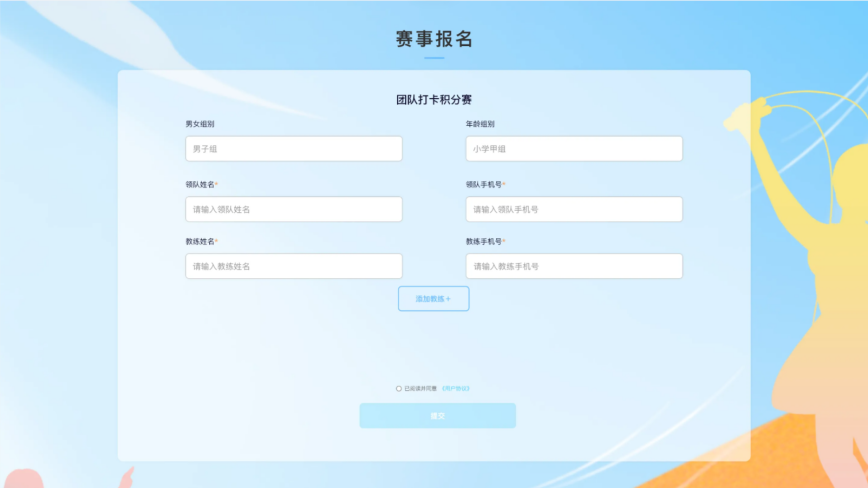 赛事报名
团队打卡积分赛
男女组别
年龄组别
男子组
小学甲组
领队姓名*
领队手机号*
请输入领队姓名
请输入领队手机号
教练姓名*
教练手机号*
请输入教练姓名
请输入教练手机号
添加教练 +
已阅读并同意 《用户协议》
提交